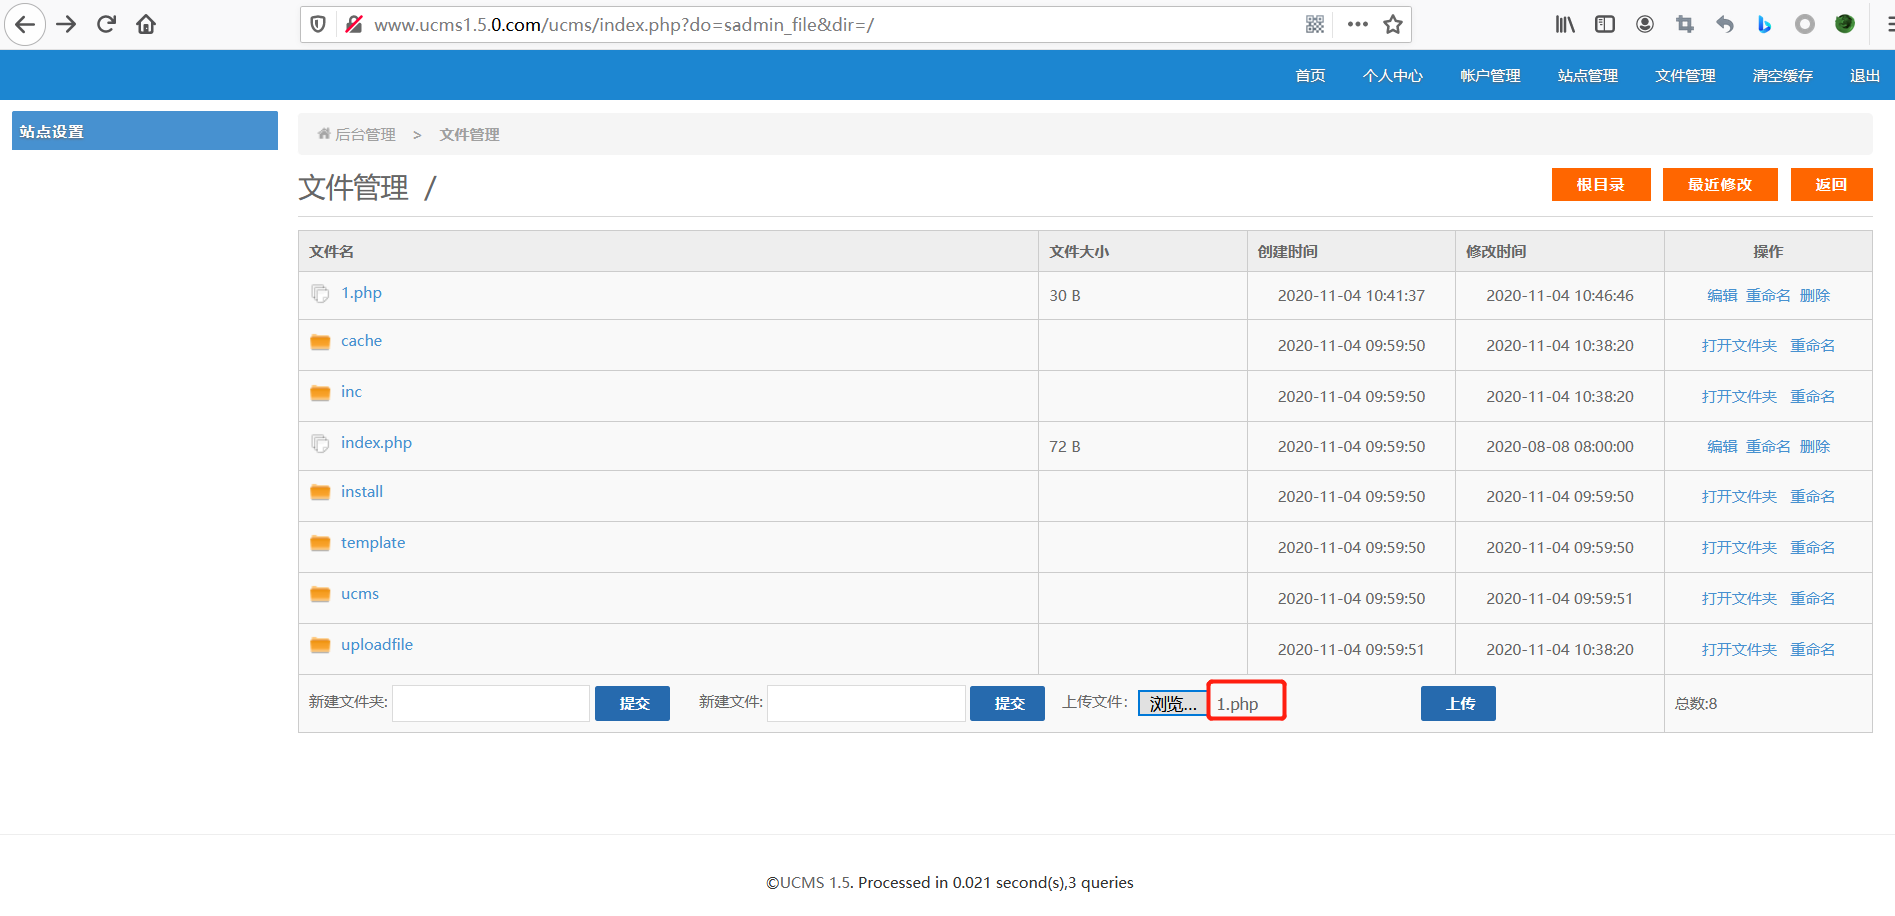 www.ucms1.5.0.com/ucms/index.php?do=sadmin_file&dir=/
首页 个人中心 帐户管理 站点管理 文件管理 清空缓存 退出
站点设置
后台管理 > 文件管理
文件管理 /
根目录 最近修改 返回
文件名 文件大小 创建时间 修改时间 操作
1.php 30 B 2020-11-04 10:41:37 2020-11-04 10:46:46 编辑 重命名 删除
cache 2020-11-04 09:59:50 2020-11-04 10:38:20 打开文件夹 重命名
inc 2020-11-04 09:59:50 2020-11-04 10:38:20 打开文件夹 重命名
index.php 72 B 2020-11-04 09:59:50 2020-08-08 08:00:00 编辑 重命名 删除
install 2020-11-04 09:59:50 2020-11-04 09:59:50 打开文件夹 重命名
template 2020-11-04 09:59:50 2020-11-04 09:59:50 打开文件夹 重命名
ucms 2020-11-04 09:59:50 2020-11-04 09:59:51 打开文件夹 重命名
uploadfile 2020-11-04 09:59:51 2020-11-04 10:38:20 打开文件夹 重命名
新建文件夹: 提交 新建文件: 提交 上传文件: 浏览... 1.php 上传 总数:8
©UCMS 1.5. Processed in 0.021 second(s),3 queries